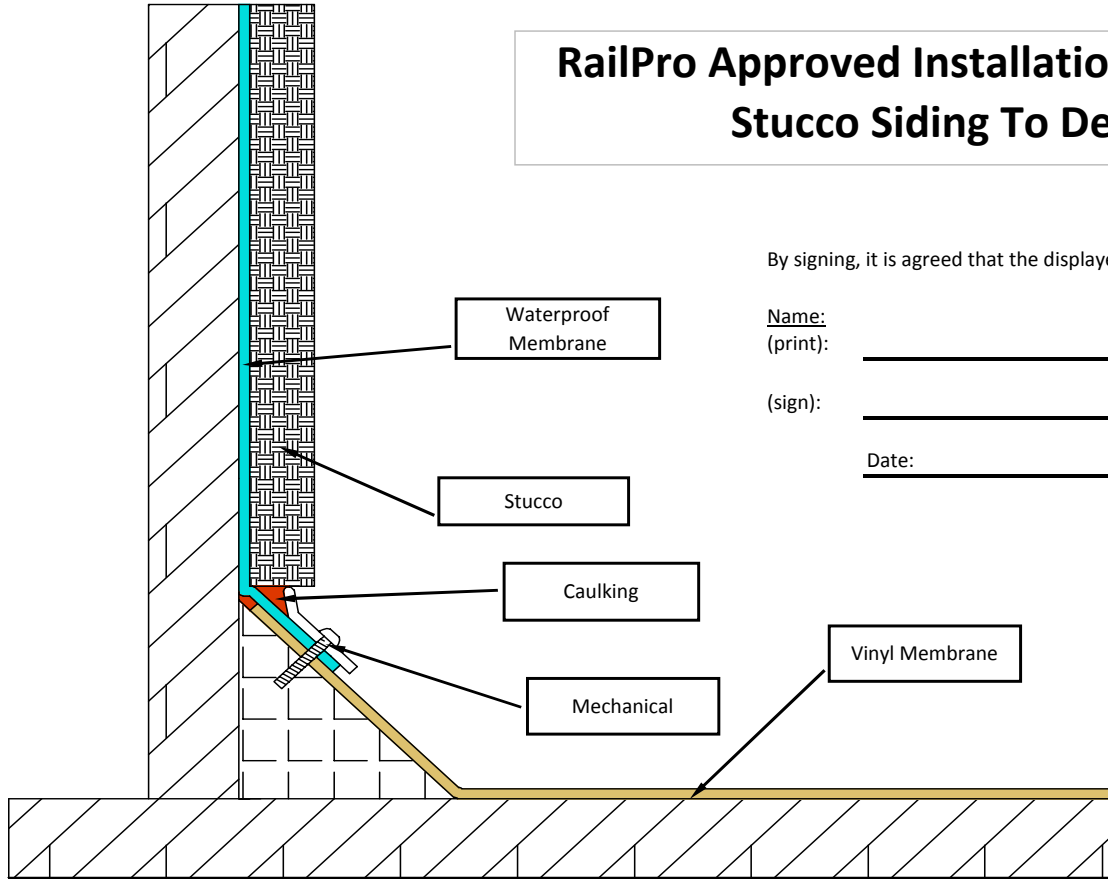 RailPro Approved Installatio
Stucco Siding To De
By signing, it is agreed that the displaye
Name:
(print):
(sign):
Date:
Waterproof
Membrane
Stucco
Caulking
Mechanical
Vinyl Membrane